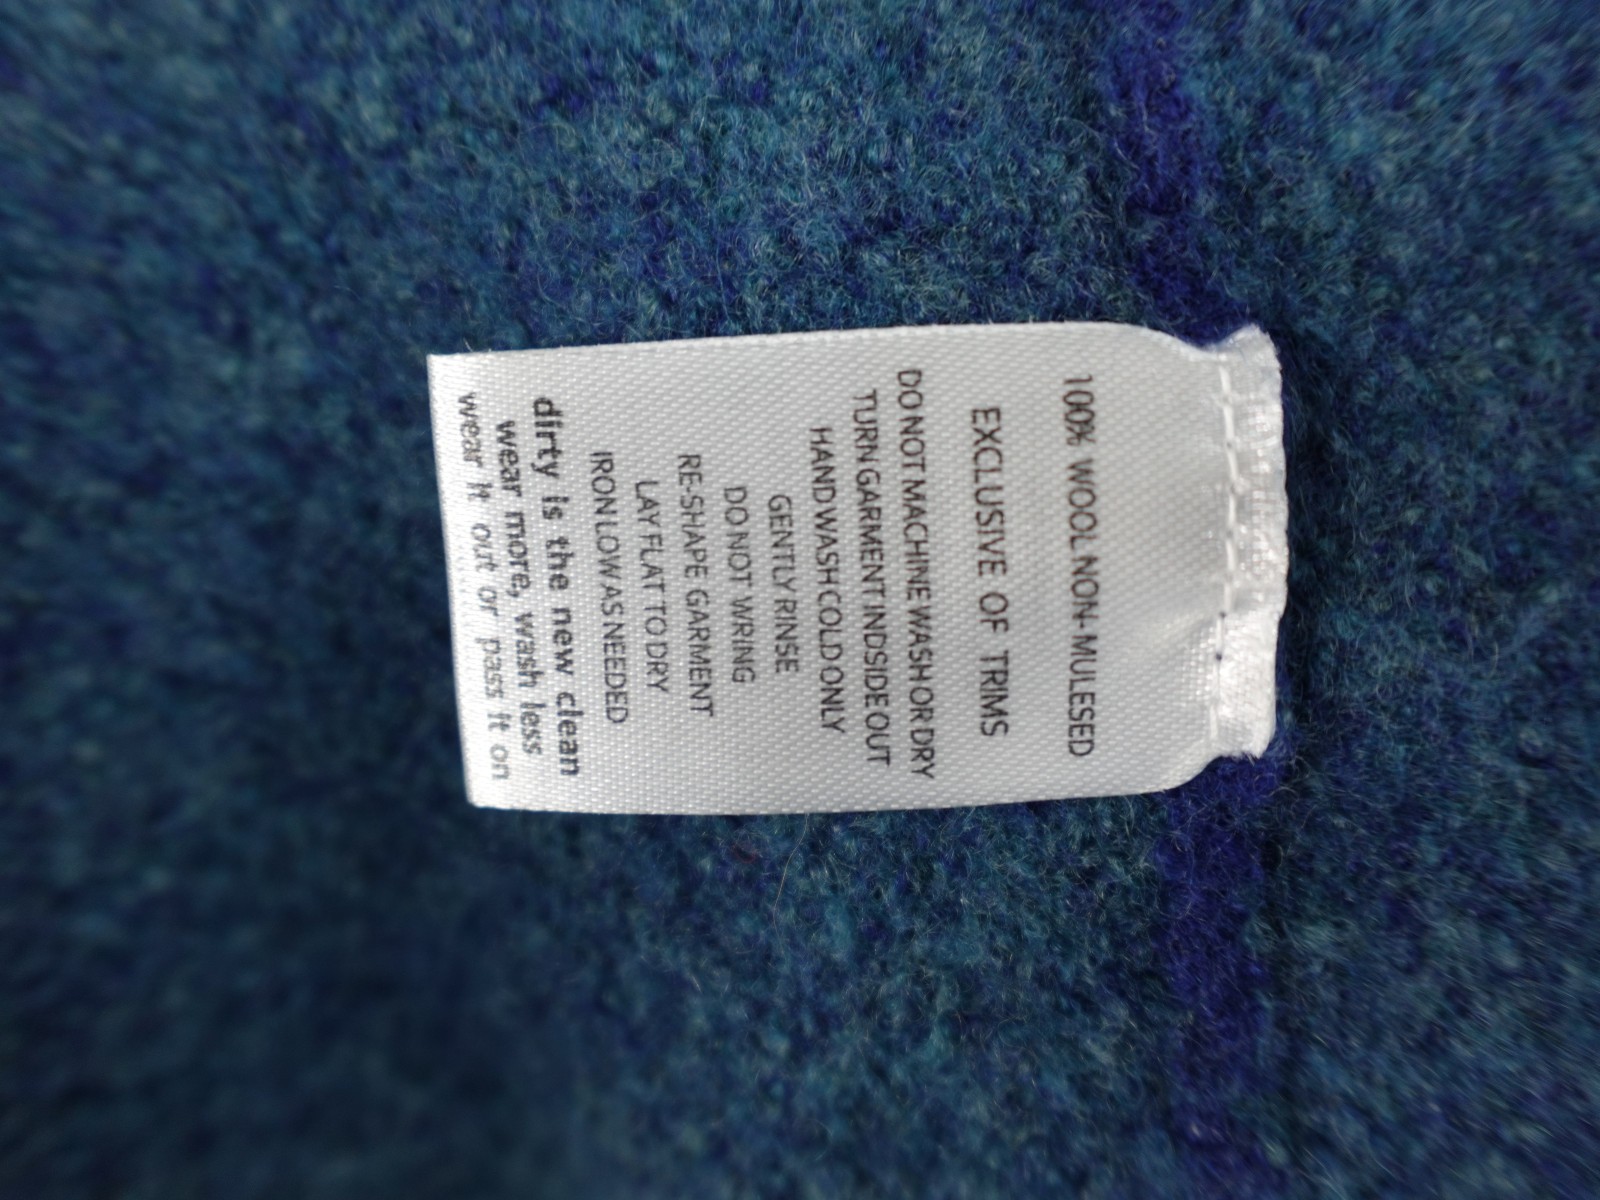 100% WOOL NON-MULESED
EXCLUSIVE OF TRIMS
DO NOT MACHINE WASH OR DRY
TURN GARMENT INDSIDE OUT
HAND WASH COLD ONLY
GENTLY RINSE
DO NOT WRING
RE-SHAPE GARMENT
LAY FLAT TO DRY
IRON LOW AS NEEDED
dirty is the new clean
wear more, wash less
wear it out or pass it on